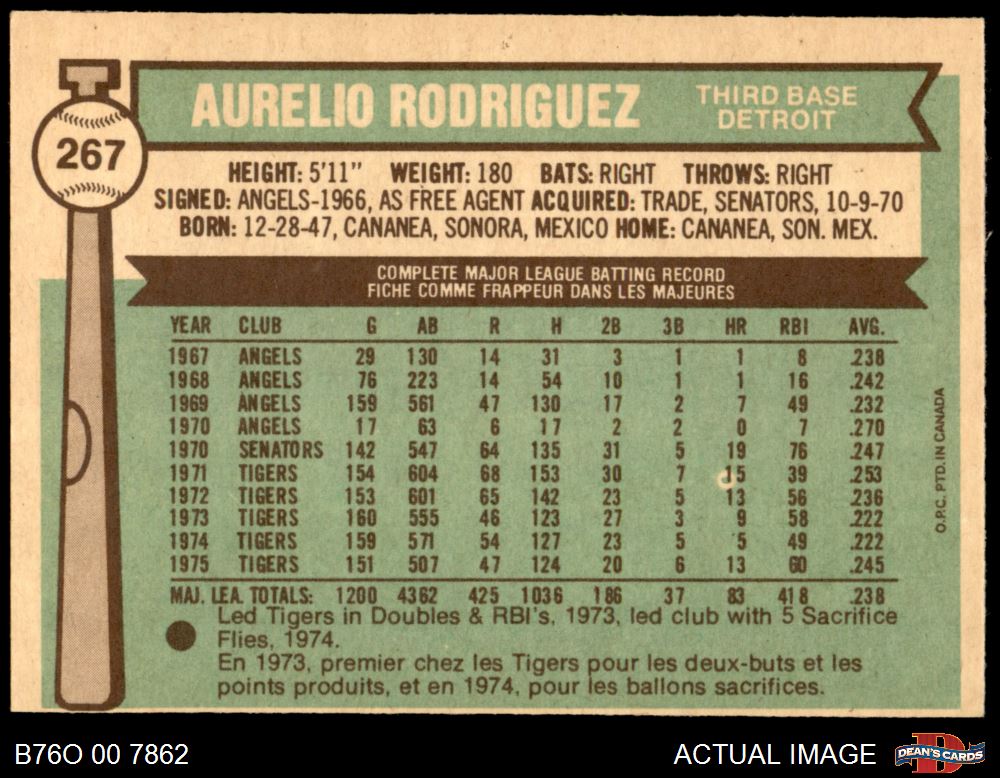 AURELIO RODRIGUEZ
THIRD BASE
DETROIT
267
HEIGHT: 5'11" WEIGHT: 180 BATS: RIGHT THROWS: RIGHT
SIGNED: ANGELS-1966, AS FREE AGENT ACQUIRED: TRADE, SENATORS, 10-9-70
BORN: 12-28-47, CANANEA, SONORA, MEXICO HOME: CANANEA, SON. MEX.
COMPLETE MAJOR LEAGUE BATTING RECORD
FICHE COMME FRAPPEUR DANS LES MAJEURES
YEAR CLUB G AB R H 2B 3B HR RBI AVG.
1967 ANGELS 29 130 14 31 3 1 1 8 .238
1968 ANGELS 76 223 14 54 10 1 1 16 .242
1969 ANGELS 159 561 47 130 17 2 7 49 .232
1970 ANGELS 17 63 6 17 2 2 0 7 .270
1970 SENATORS 142 547 64 135 31 5 19 76 .247
1971 TIGERS 154 604 68 153 30 7 15 39 .253
1972 TIGERS 153 601 65 142 23 5 13 56 .236
1973 TIGERS 160 555 46 123 27 3 9 58 .222
1974 TIGERS 159 571 54 127 23 5 5 49 .222
1975 TIGERS 151 507 47 124 20 6 13 60 .245
MAJ. LEA. TOTALS: 1200 4362 425 1036 186 37 83 418 .238
Led Tigers in Doubles & RBI's, 1973, led club with 5 Sacrifice
Flies, 1974.
En 1973, premier chez les Tigers pour les deux-buts et les
points produits, et en 1974, pour les ballons sacrifices.
O.P.C. PTD. IN CANADA
B76O 00 7862
ACTUAL IMAGE
DEAN'S CARDS